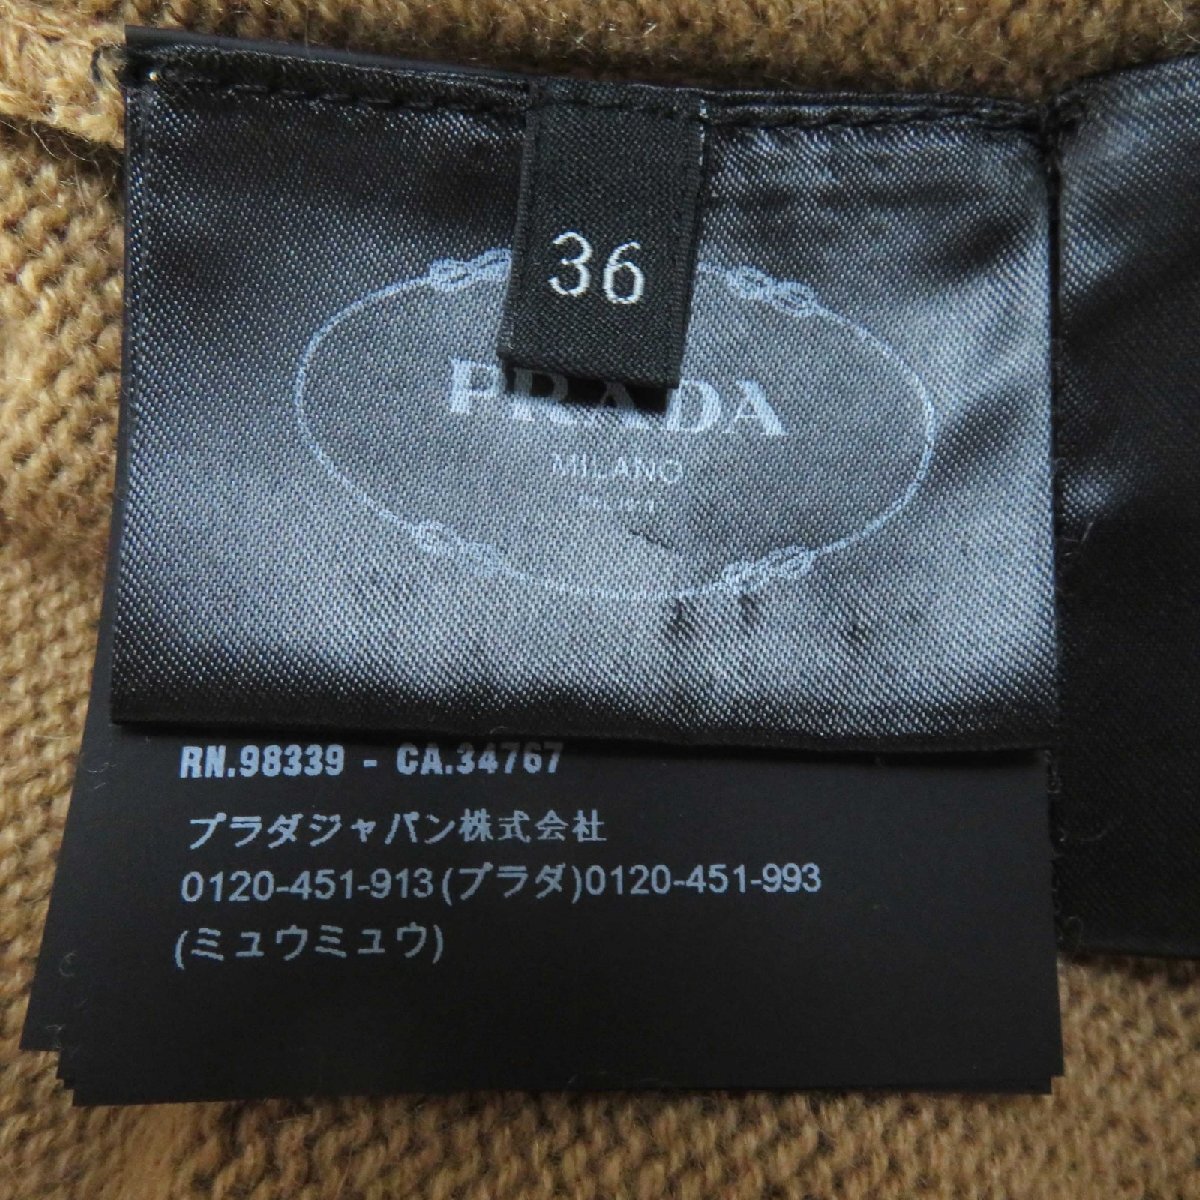 36
PRADA
MILANO
RN.98339 - CA.34767
プラダジャパン株式会社
0120-451-913(プラダ)0120-451-993
(ミュウミュウ)